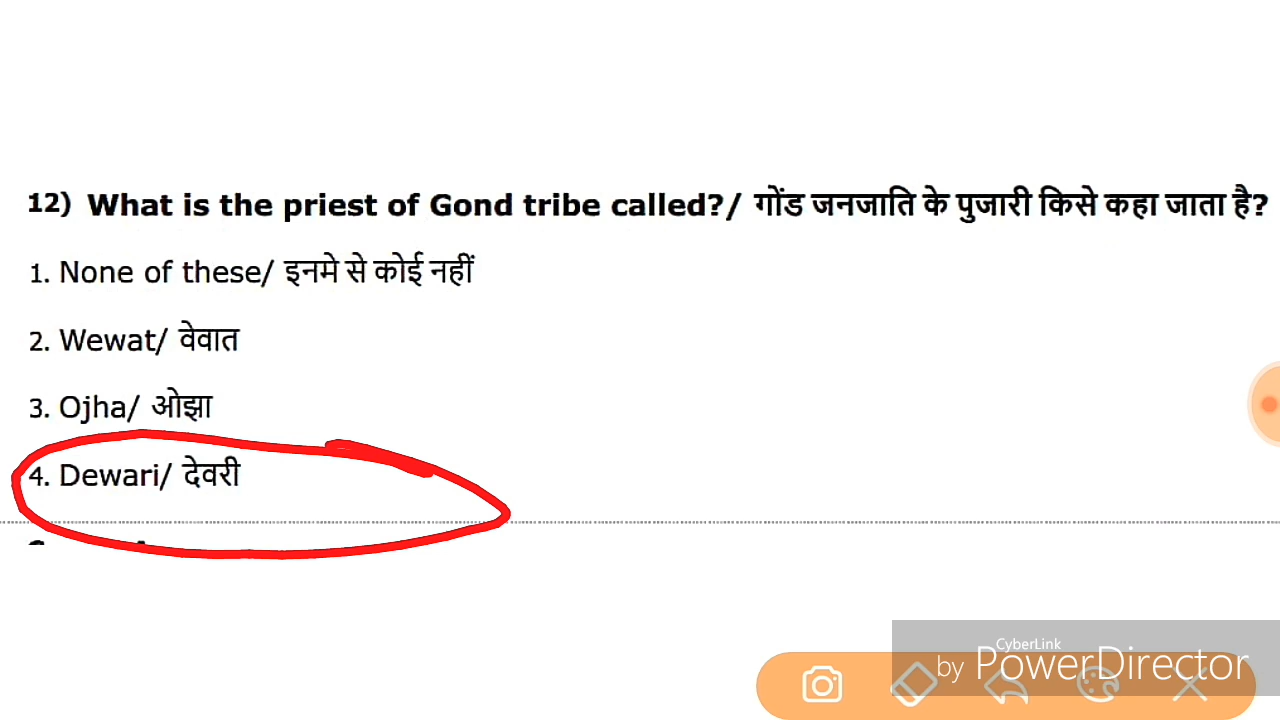 12) What is the priest of Gond tribe called?/ गोंड जनजाति के पुजारी किसे कहा जाता है?
1. None of these/ इनमे से कोई नहीं
2. Wewat/ वेवात
3. Ojha/ ओझा
4. Dewari/ देवरी
CyberLink
by PowerDirector